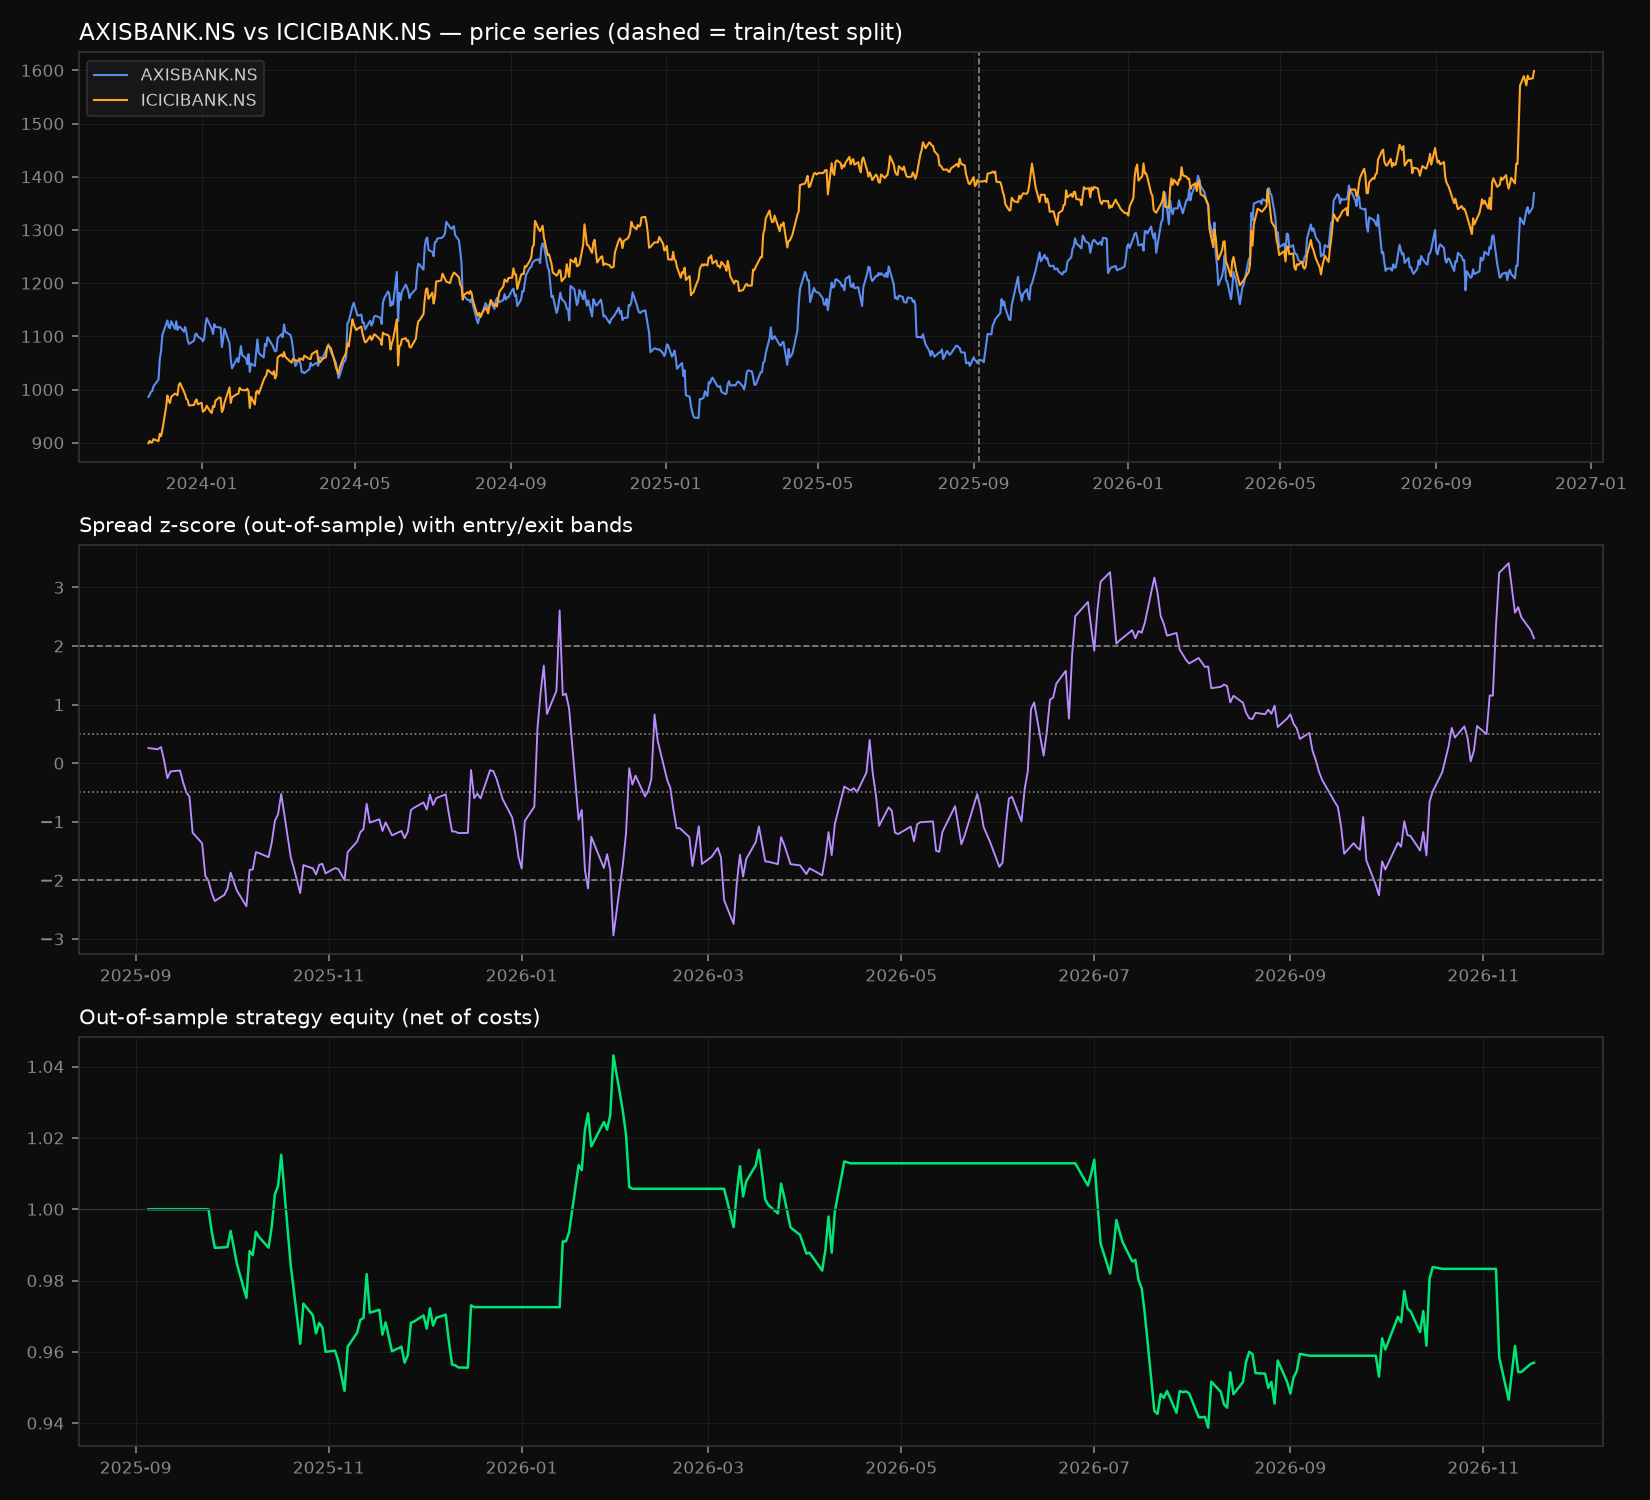 AXISBANK.NS vs ICICIBANK.NS — price series (dashed = train/test split)
AXISBANK.NS
ICICIBANK.NS
1600
1500
1400
1300
1200
1100
1000
900
2024-01 2024-05 2024-09 2025-01 2025-05 2025-09 2026-01 2026-05 2026-09 2027-01
Spread z-score (out-of-sample) with entry/exit bands
3
2
1
0
−1
−2
−3
2025-09 2025-11 2026-01 2026-03 2026-05 2026-07 2026-09 2026-11
Out-of-sample strategy equity (net of costs)
1.04
1.02
1.00
0.98
0.96
0.94
2025-09 2025-11 2026-01 2026-03 2026-05 2026-07 2026-09 2026-11